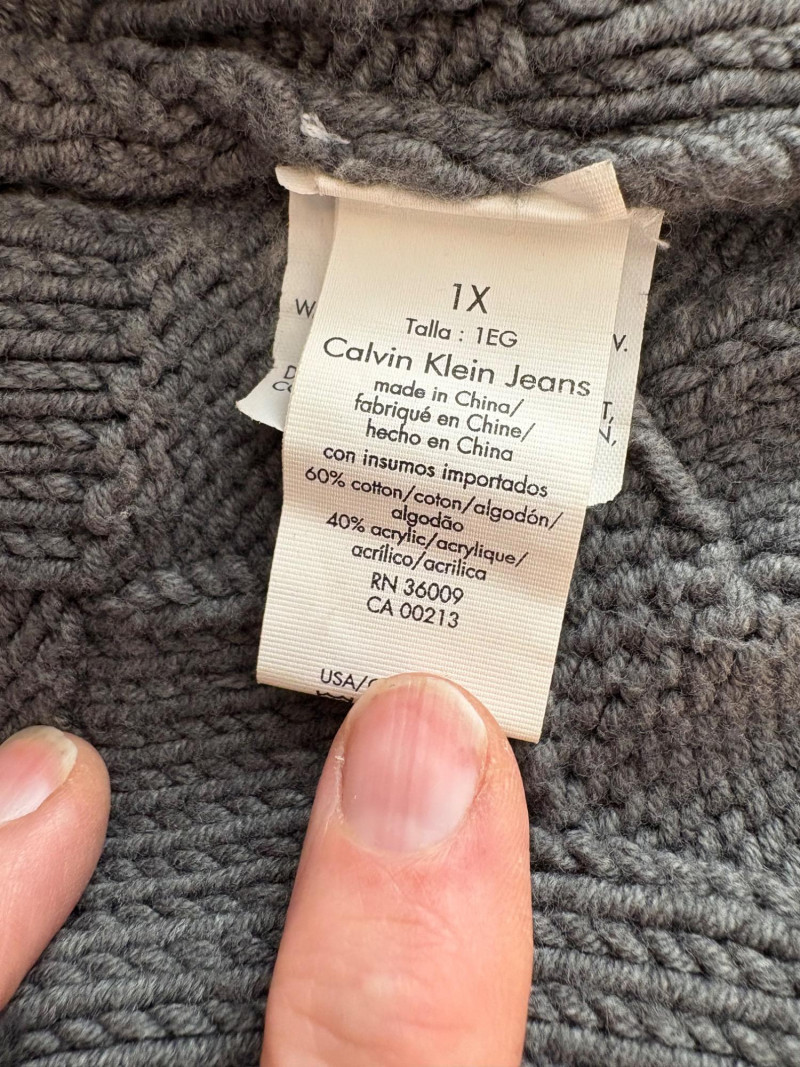 1X
Talla : 1EG
Calvin Klein Jeans
made in China/
fabriqué en Chine/
hecho en China
con insumos importados
60% cotton/coton/algodón/
algodão
40% acrylic/acrylique/
acrílico/acrilica
RN 36009
CA 00213
USA/